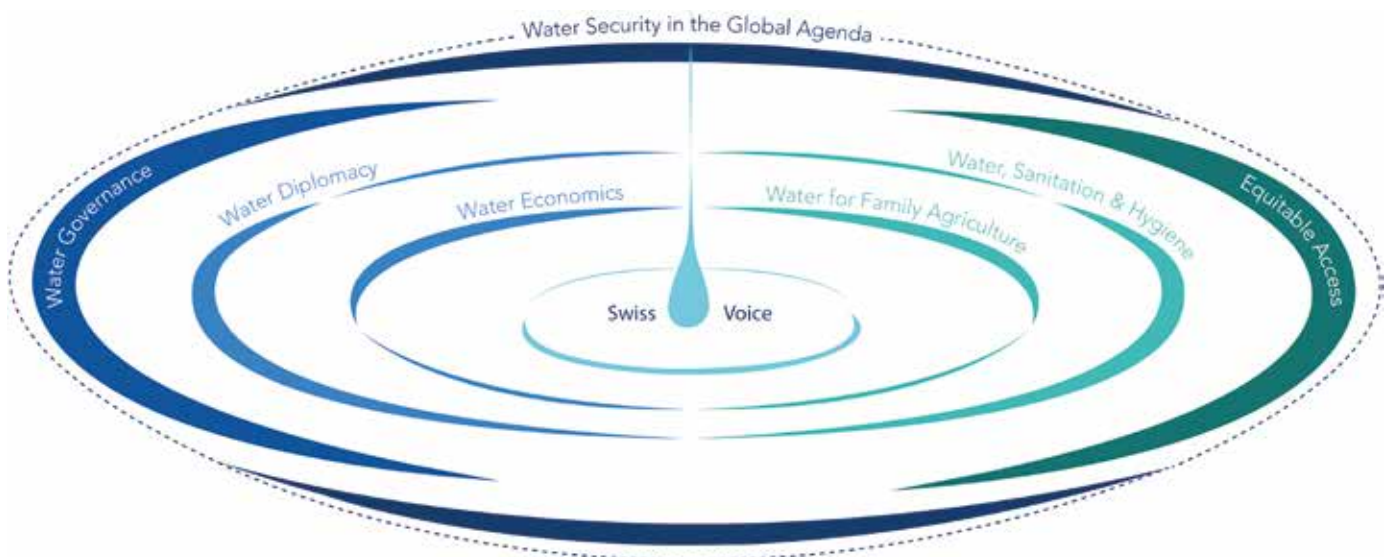 Water Security in the Global Agenda
Water Governance
Water Diplomacy
Water Economics
Water for Family Agriculture
Water, Sanitation & Hygiene
Equitable Access
Swiss Voice